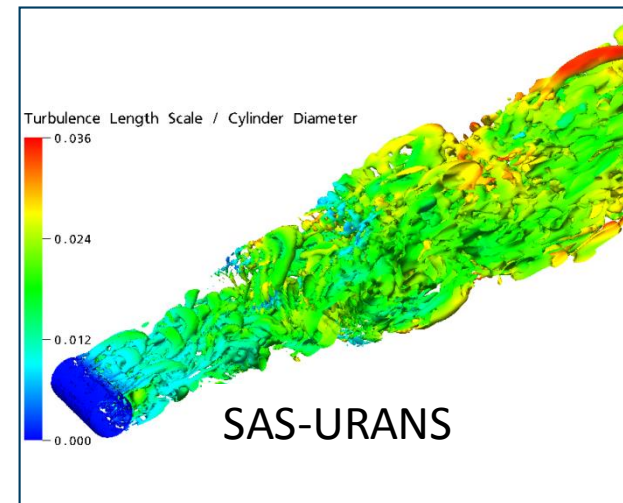 Turbulence Length Scale / Cylinder Diameter
0.036
0.024
0.012
0.000
SAS-URANS